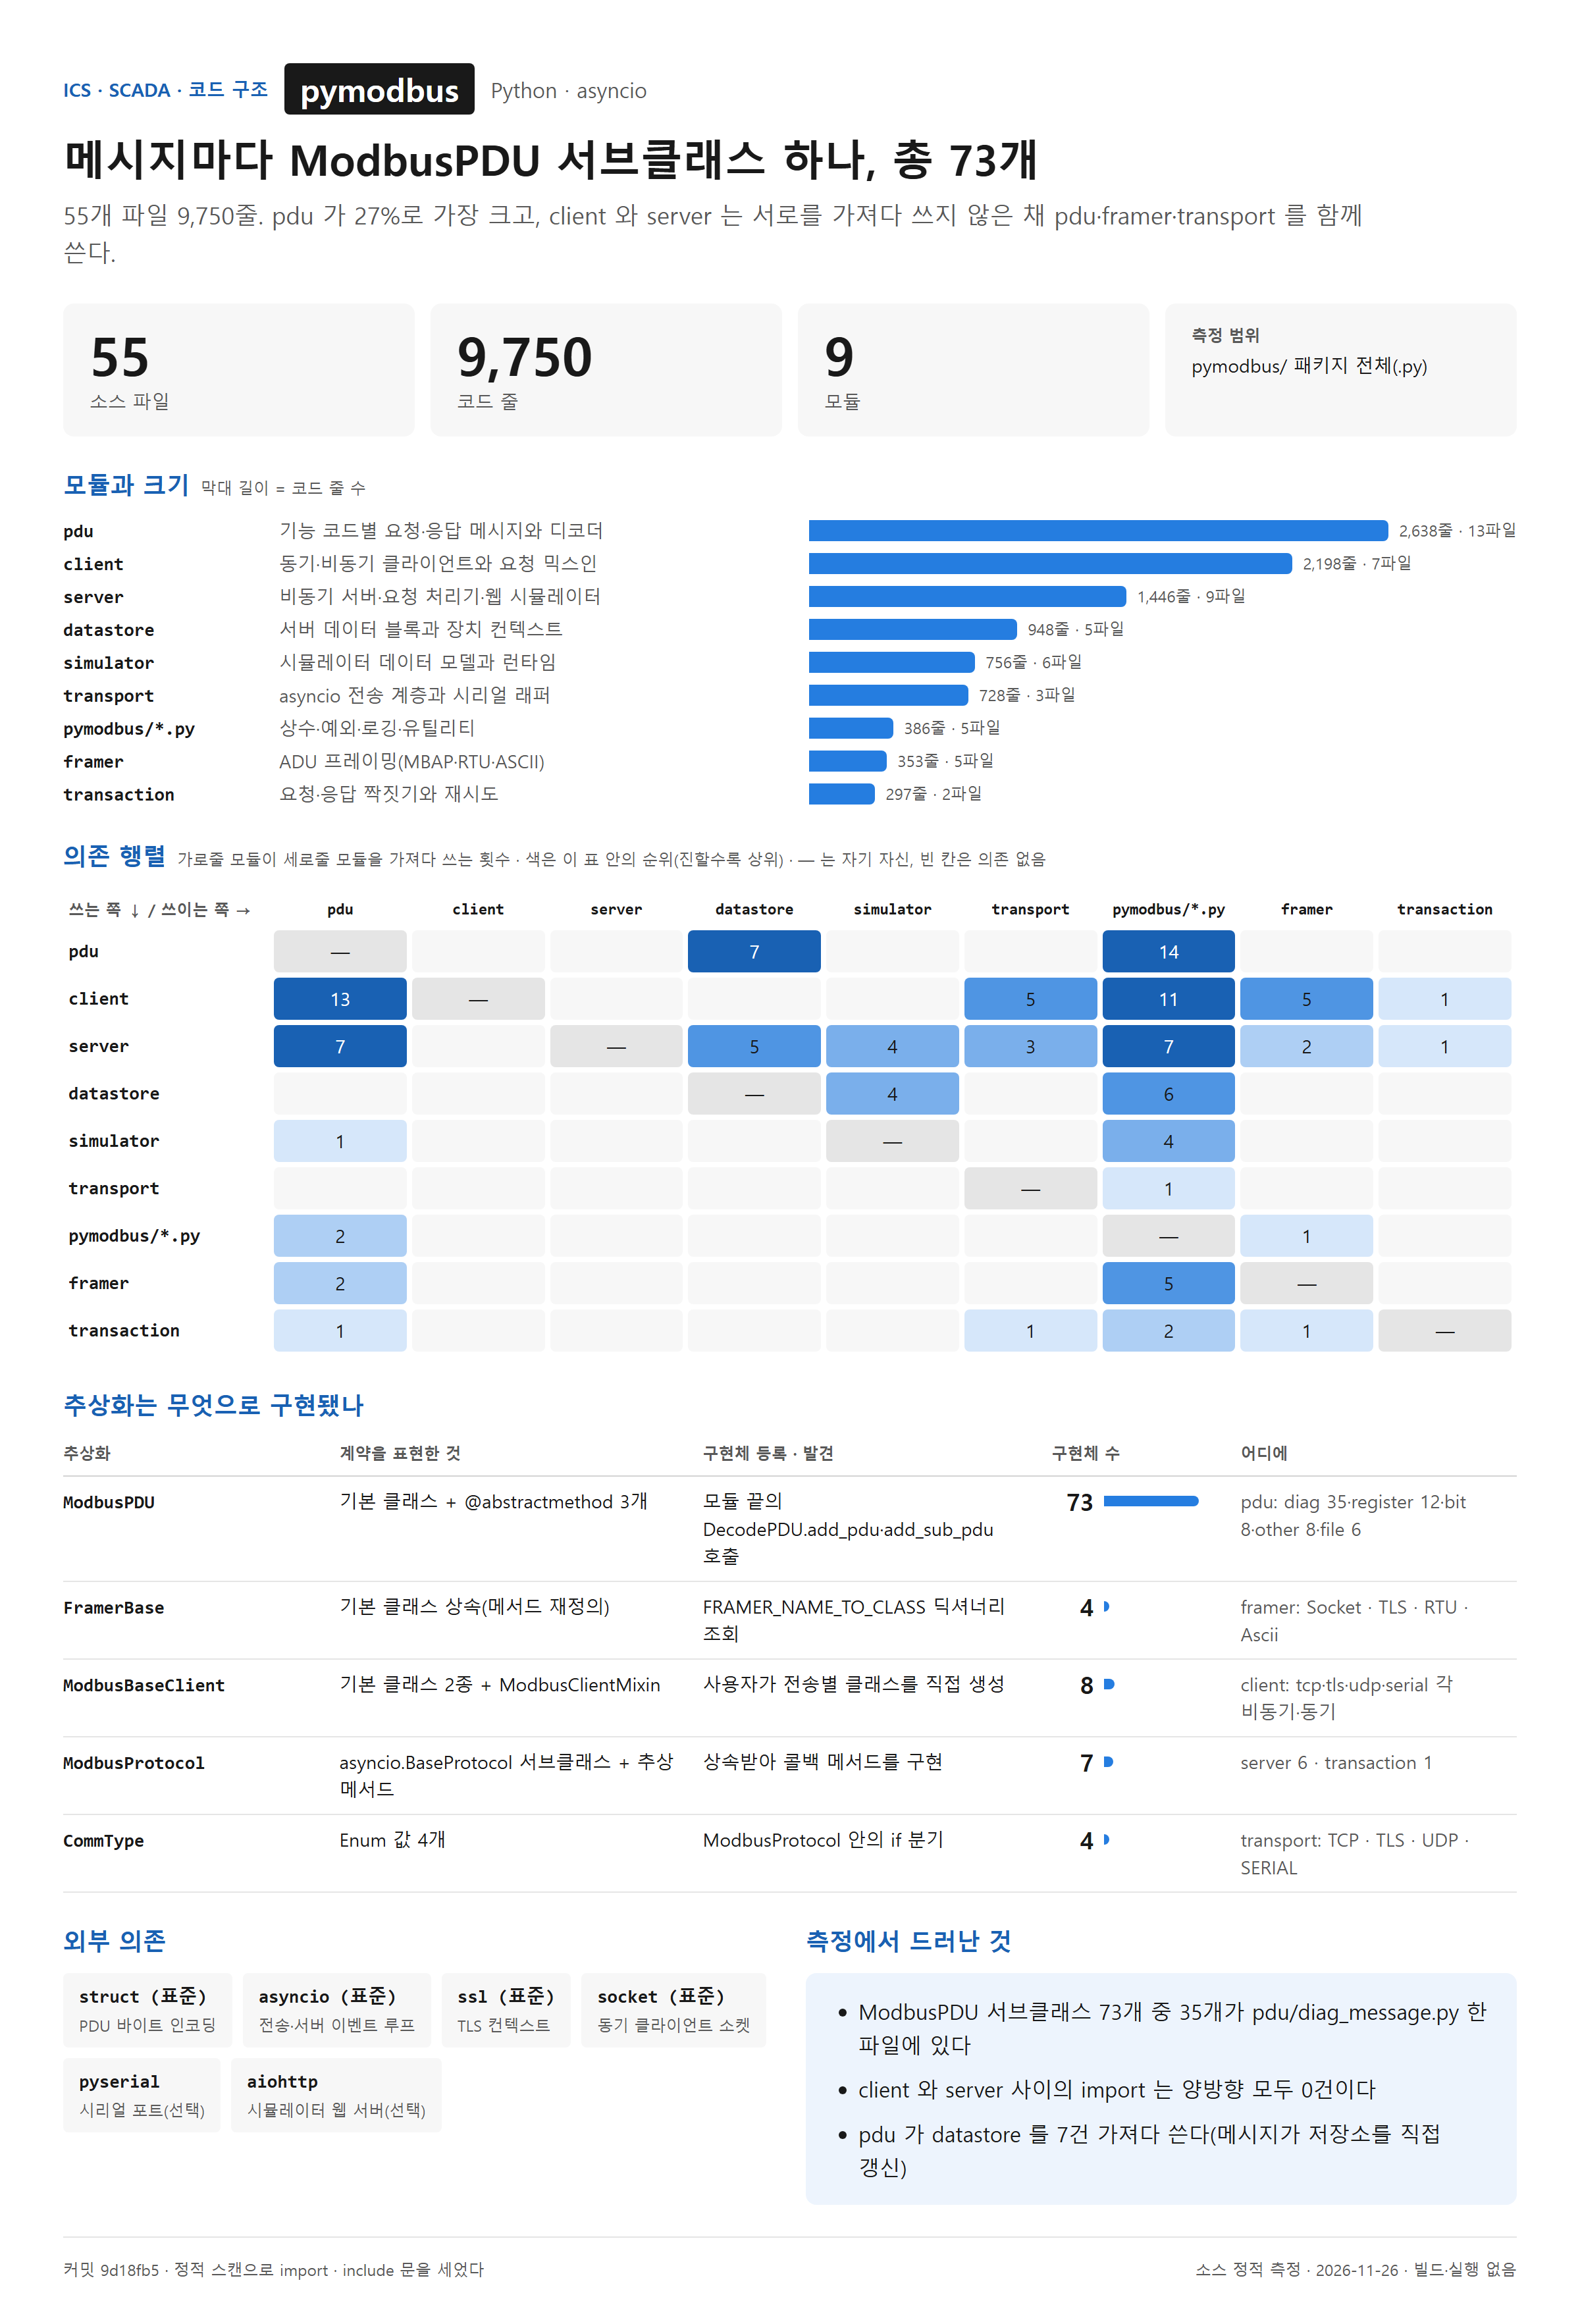 ICS · SCADA · 코드 구조 pymodbus Python · asyncio
메시지마다 ModbusPDU 서브클래스 하나, 총 73개
55개 파일 9,750줄. pdu 가 27%로 가장 크고, client 와 server 는 서로를 가져다 쓰지 않은 채 pdu·framer·transport 를 함께
쓴다.
55
소스 파일
9,750
코드 줄
9
모듈
측정 범위
pymodbus/ 패키지 전체(.py)
모듈과 크기 막대 길이 = 코드 줄 수
pdu 기능 코드별 요청·응답 메시지와 디코더 2,638줄 · 13파일
client 동기·비동기 클라이언트와 요청 믹스인 2,198줄 · 7파일
server 비동기 서버·요청 처리기·웹 시뮬레이터 1,446줄 · 9파일
datastore 서버 데이터 블록과 장치 컨텍스트 948줄 · 5파일
simulator 시뮬레이터 데이터 모델과 런타임 756줄 · 6파일
transport asyncio 전송 계층과 시리얼 래퍼 728줄 · 3파일
pymodbus/*.py 상수·예외·로깅·유틸리티 386줄 · 5파일
framer ADU 프레이밍(MBAP·RTU·ASCII) 353줄 · 5파일
transaction 요청·응답 짝짓기와 재시도 297줄 · 2파일
의존 행렬 가로줄 모듈이 세로줄 모듈을 가져다 쓰는 횟수 · 색은 이 표 안의 순위(진할수록 상위) · — 는 자기 자신, 빈 칸은 의존 없음
쓰는 쪽 ↓ / 쓰이는 쪽 → pdu client server datastore simulator transport pymodbus/*.py framer transaction
pdu — 7 14
client 13 — 5 11 5 1
server 7 — 5 4 3 7 2 1
datastore — 4 6
simulator 1 — 4
transport — 1
pymodbus/*.py 2 — 1
framer 2 5 —
transaction 1 1 2 1 —
추상화는 무엇으로 구현됐나
추상화 계약을 표현한 것 구현체 등록 · 발견 구현체 수 어디에
ModbusPDU 기본 클래스 + @abstractmethod 3개 모듈 끝의 73 pdu: diag 35·register 12·bit
DecodePDU.add_pdu·add_sub_pdu 8·other 8·file 6
호출
FramerBase 기본 클래스 상속(메서드 재정의) FRAMER_NAME_TO_CLASS 딕셔너리 4 framer: Socket · TLS · RTU ·
조회 Ascii
ModbusBaseClient 기본 클래스 2종 + ModbusClientMixin 사용자가 전송별 클래스를 직접 생성 8 client: tcp·tls·udp·serial 각
비동기·동기
ModbusProtocol asyncio.BaseProtocol 서브클래스 + 추상 상속받아 콜백 메서드를 구현 7 server 6 · transaction 1
메서드
CommType Enum 값 4개 ModbusProtocol 안의 if 분기 4 transport: TCP · TLS · UDP ·
SERIAL
외부 의존
struct (표준)
PDU 바이트 인코딩
asyncio (표준)
전송·서버 이벤트 루프
ssl (표준)
TLS 컨텍스트
socket (표준)
동기 클라이언트 소켓
pyserial
시리얼 포트(선택)
aiohttp
시뮬레이터 웹 서버(선택)
측정에서 드러난 것
• ModbusPDU 서브클래스 73개 중 35개가 pdu/diag_message.py 한
파일에 있다
• client 와 server 사이의 import 는 양방향 모두 0건이다
• pdu 가 datastore 를 7건 가져다 쓴다(메시지가 저장소를 직접
갱신)
커밋 9d18fb5 · 정적 스캔으로 import · include 문을 세었다
소스 정적 측정 · 2026-11-26 · 빌드·실행 없음